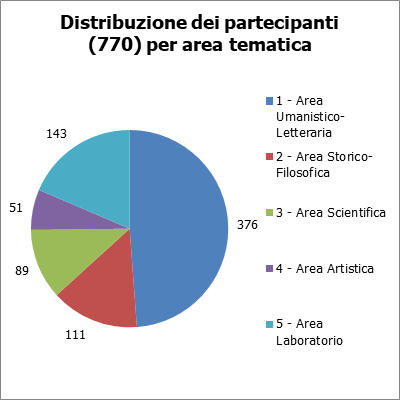 Distribuzione dei partecipanti
(770) per area tematica
143
51
89
111
376
1 - Area
Umanistico-
Letteraria
2 - Area Storico-
Filosofica
3 - Area Scientifica
4 - Area Artistica
5 - Area
Laboratorio